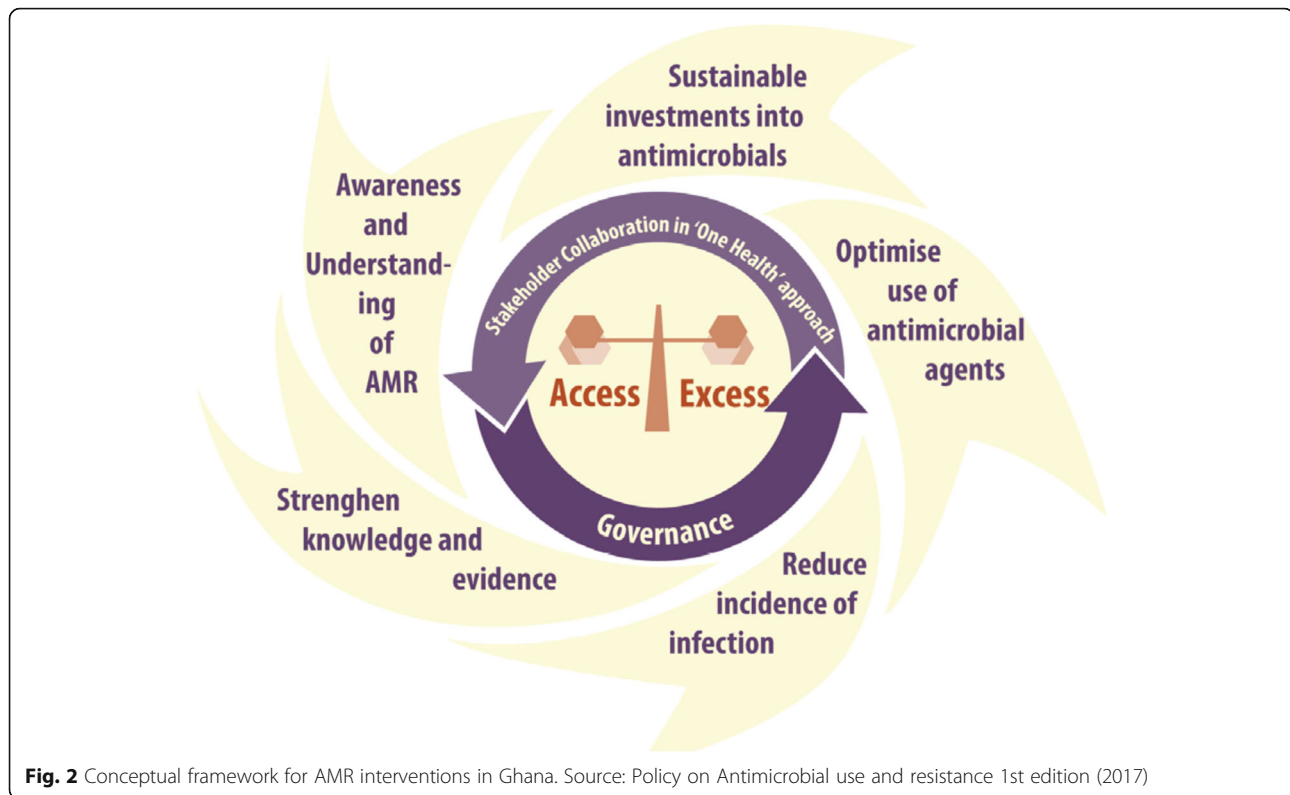 Sustainable
investments into
antimicrobials
Awareness
and
Understand-
ing
of
AMR
Stakeholder Collaboration in 'One Health' approach
Optimise
use of
antimicrobial
agents
Access Excess
Strenghen
knowledge and
evidence
Governance
Reduce
incidence of
infection
Fig. 2 Conceptual framework for AMR interventions in Ghana. Source: Policy on Antimicrobial use and resistance 1st edition (2017)